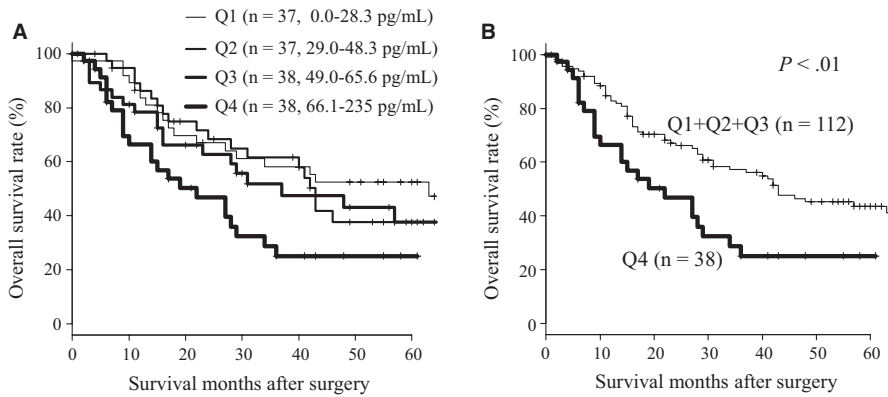 A
Q1 (n = 37, 0.0-28.3 pg/mL)
Q2 (n = 37, 29.0-48.3 pg/mL)
Q3 (n = 38, 49.0-65.6 pg/mL)
Q4 (n = 38, 66.1-235 pg/mL)
Overall survival rate (%)
100
80
60
40
20
0
0 10 20 30 40 50 60
Survival months after surgery
B
P < .01
Q1+Q2+Q3 (n = 112)
Q4 (n = 38)
Overall survival rate (%)
100
80
60
40
20
0
0 10 20 30 40 50 60
Survival months after surgery